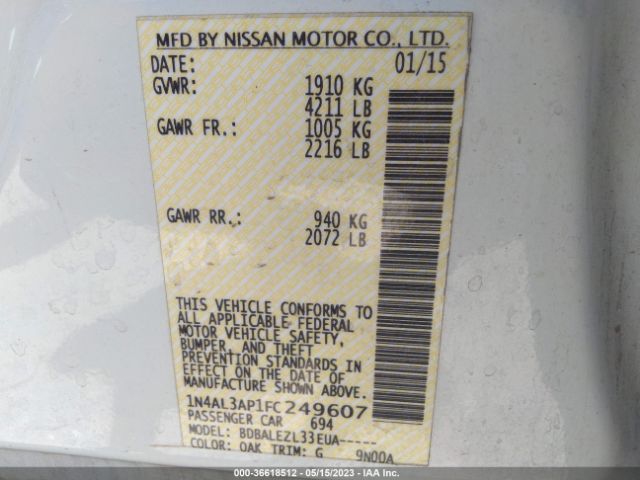 MFD BY NISSAN MOTOR CO., LTD.
DATE: 01/15
GVWR: 1910 KG
4211 LB
GAWR FR.: 1005 KG
2216 LB
GAWR RR.: 940 KG
2072 LB
THIS VEHICLE CONFORMS TO
ALL APPLICABLE FEDERAL
MOTOR VEHICLE SAFETY,
BUMPER, AND THEFT
PREVENTION STANDARDS IN
EFFECT ON THE DATE OF
MANUFACTURE SHOWN ABOVE.
1N4AL3AP1FC249607
PASSENGER CAR 694
MODEL: BDBALEZL33EUA-----
COLOR: QAK TRIM: G 9N00A
000-36618512 - 05/15/2023 - IAA Inc.